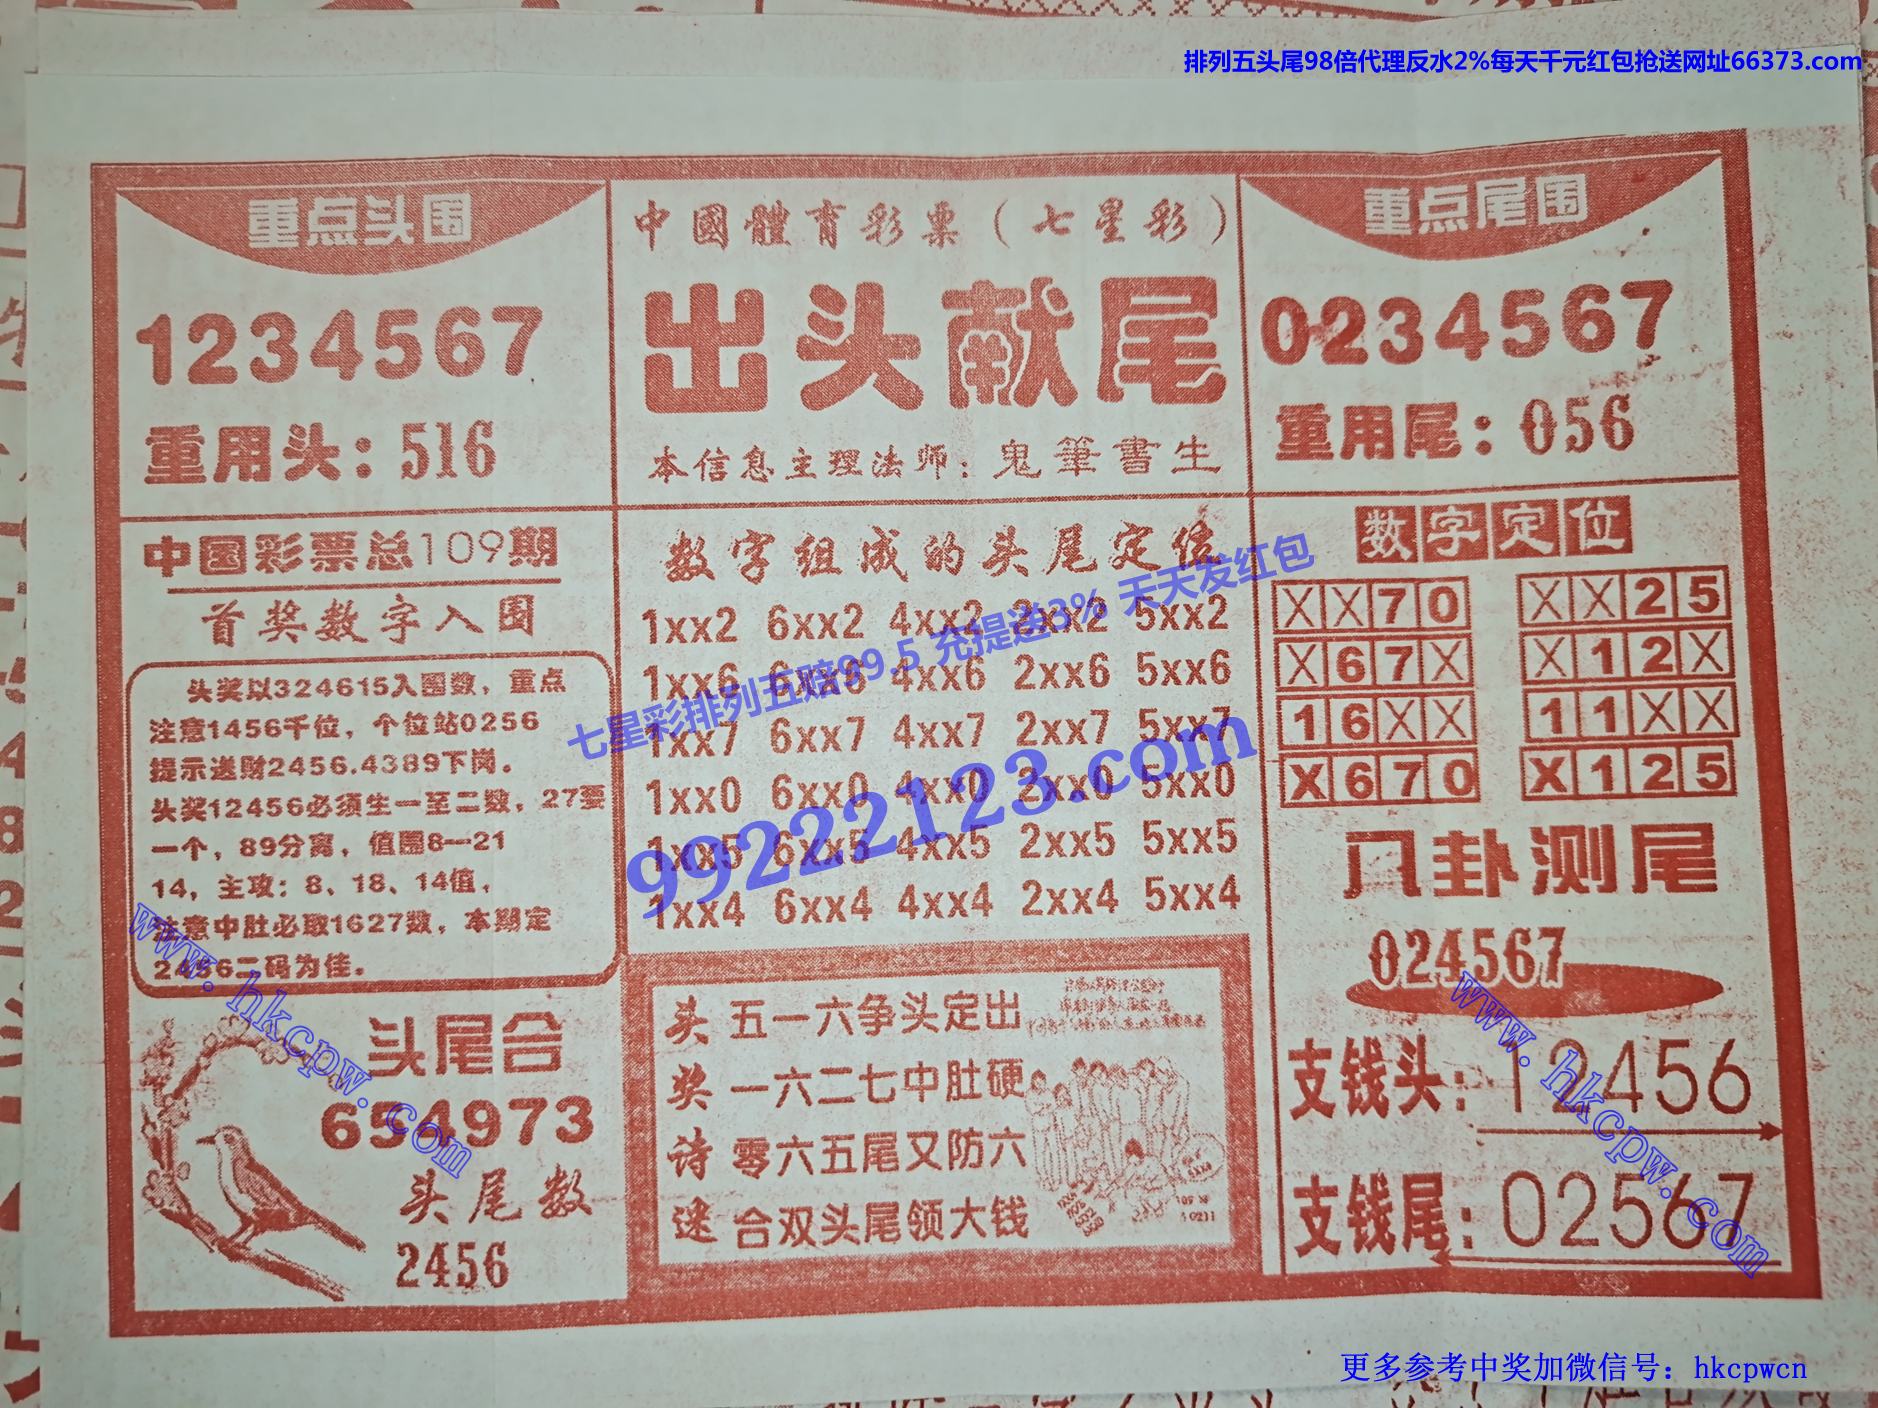 排列五头尾98倍代理反水2%每天千元红包抢送网址66373.com
重点头围
1234567
重用头：516
中國體育彩票（七星彩）
出头献尾
本信息主理法师：鬼筆書生
重点尾围
0234567
重用尾：056
中国彩票总109期
首奖数字入围
头奖以324615入围数，重点
注意1456千位，个位站0256
提示送财2456.4389下岗。
头奖12456必须生一至二数，27要
一个，89分离，值围8—21
14，主攻：8、18、14值，
注意中肚必取1627数，本期定
2456二码为佳。
头尾合
654973
头尾数
2456
数字组成的头尾定位
1xx2 6xx2 4xx2 2xx2 5xx2
1xx6 6xx6 4xx6 2xx6 5xx6
1xx7 6xx7 4xx7 2xx7 5xx7
1xx0 6xx0 4xx0 2xx0 5xx0
1xx5 6xx5 4xx5 2xx5 5xx5
1xx4 6xx4 4xx4 2xx4 5xx4
七星彩排列五赔99.5 充提送3% 天天发红包
99222123.com
头奖诗迷
五一六争头定出
一六二七中肚硬
零六五尾又防六
合双头尾领大钱
数字定位
XX70 XX25
X67X X12X
16XX 11XX
X670 X125
八卦测尾
024567
支钱头：12456
支钱尾：02567
www.hkcpw.com
www.hkcpw.com
更多参考中奖加微信号：hkcpwcn